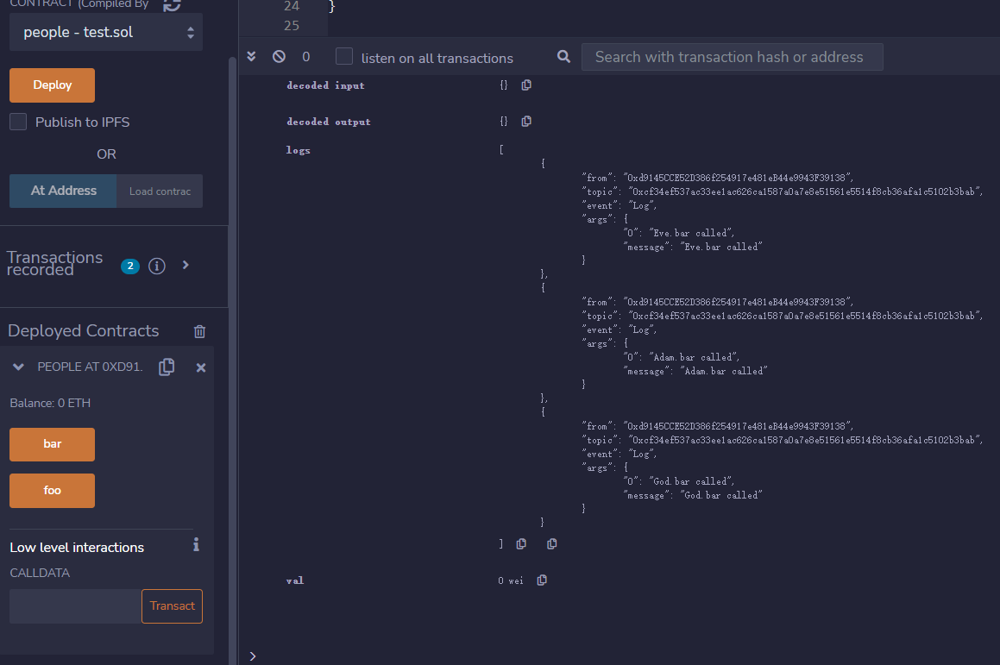 CONTRACT (Compiled By
people - test.sol
Deploy
Publish to IPFS
OR
At Address
Load contrac
Transactions recorded
2
Deployed Contracts
PEOPLE AT 0XD91.
Balance: 0 ETH
bar
foo
Low level interactions
CALLDATA
Transact
24 }
25
0
listen on all transactions
Search with transaction hash or address
decoded input {}
decoded output {}
logs [
{
"from": "0xd9145CCE52D386f254917e481eB44e9943F39138",
"topic": "0xcf34ef537ac33ee1ac626ca1587a0a7e8e51561e5514f8cb36afa1c5102b3bab",
"event": "Log",
"args": {
"0": "Eve.bar called",
"message": "Eve.bar called"
}
},
{
"from": "0xd9145CCE52D386f254917e481eB44e9943F39138",
"topic": "0xcf34ef537ac33ee1ac626ca1587a0a7e8e51561e5514f8cb36afa1c5102b3bab",
"event": "Log",
"args": {
"0": "Adam.bar called",
"message": "Adam.bar called"
}
},
{
"from": "0xd9145CCE52D386f254917e481eB44e9943F39138",
"topic": "0xcf34ef537ac33ee1ac626ca1587a0a7e8e51561e5514f8cb36afa1c5102b3bab",
"event": "Log",
"args": {
"0": "God.bar called",
"message": "God.bar called"
}
}
]
val 0 wei
>